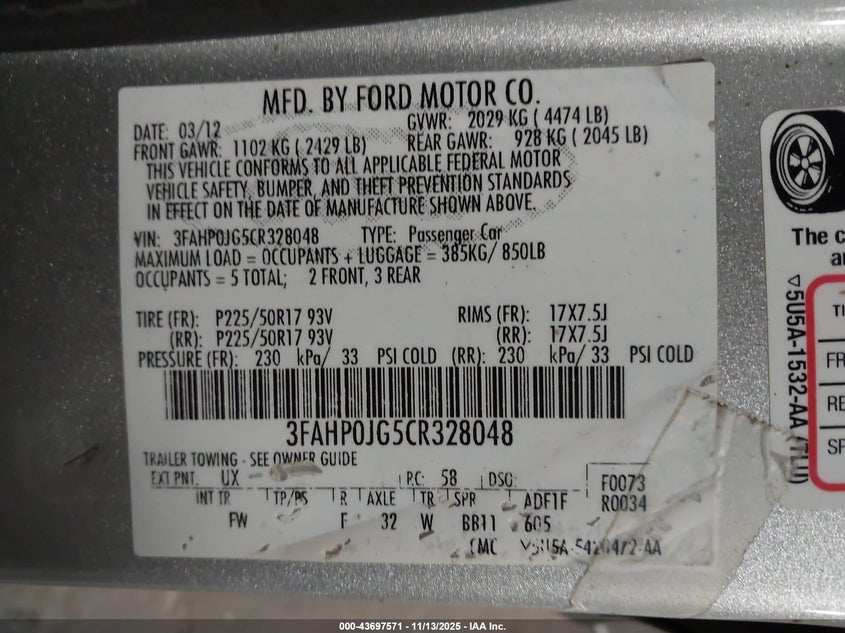 MFD. BY FORD MOTOR CO.
DATE: 03/12 GVWR: 2029 KG ( 4474 LB)
FRONT GAWR: 1102 KG ( 2429 LB) REAR GAWR: 928 KG ( 2045 LB)
THIS VEHICLE CONFORMS TO ALL APPLICABLE FEDERAL MOTOR
VEHICLE SAFETY, BUMPER, AND THEFT PREVENTION STANDARDS
IN EFFECT ON THE DATE OF MANUFACTURE SHOWN ABOVE.
VIN: 3FAHP0JG5CR328048 TYPE: Passenger Car
MAXIMUM LOAD = OCCUPANTS + LUGGAGE = 385KG/ 850LB
OCCUPANTS = 5 TOTAL; 2 FRONT, 3 REAR
TIRE (FR): P225/50R17 93V RIMS (FR): 17X7.5J
(RR): P225/50R17 93V (RR): 17X7.5J
PRESSURE (FR): 230 kPa/ 33 PSI COLD (RR): 230 kPa/ 33 PSI COLD
3FAHP0JG5CR328048
TRAILER TOWING - SEE OWNER GUIDE
EXT PNT. UX RC: 58 DSO: F0073
INT TR TP/PS R AXLE TR SPR ADF1F R0034
FW F 32 W BB11 605
The c
an
5U5A-1532-AA
TI
FR
RE
SP
000-43697571 - 11/13/2025 - IAA Inc.